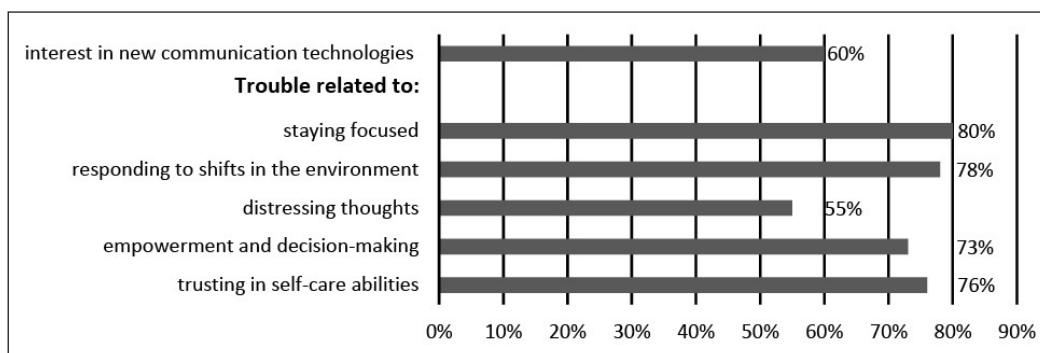 interest in new communication technologies 60%
Trouble related to:
staying focused 80%
responding to shifts in the environment 78%
distressing thoughts 55%
empowerment and decision-making 73%
trusting in self-care abilities 76%
0% 10% 20% 30% 40% 50% 60% 70% 80% 90%